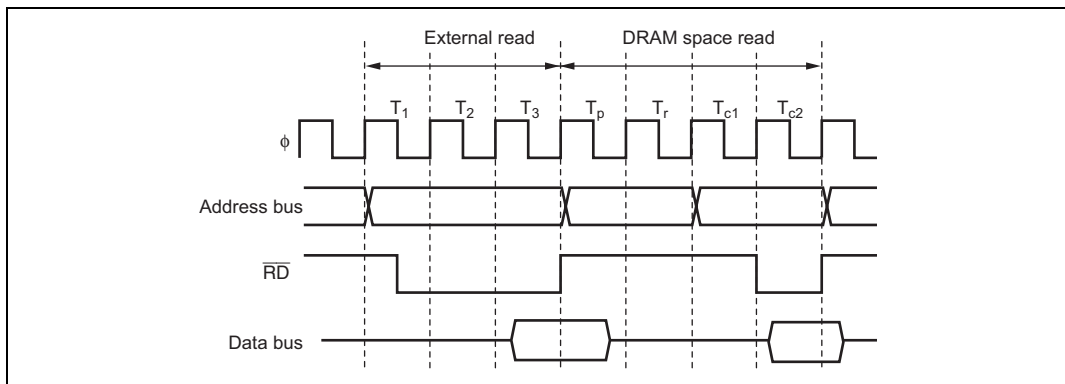 External read DRAM space read
T1 T2 T3 Tp Tr Tc1 Tc2
ϕ
Address bus
RD
Data bus